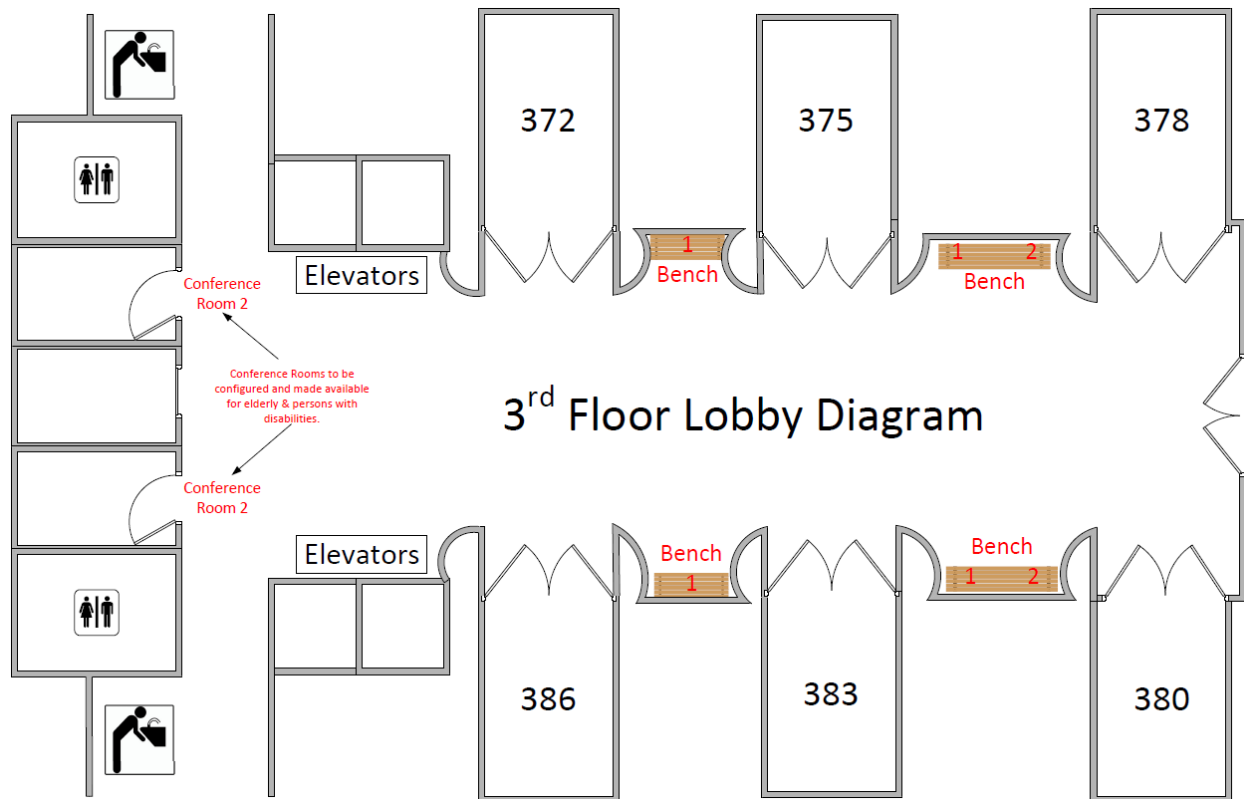 372
375
378
1
Bench
1 2
Bench
Elevators
Conference
Room 2
Conference Rooms to be
configured and made available
for elderly & persons with
disabilities.
3rd Floor Lobby Diagram
Conference
Room 2
Elevators
Bench
1
Bench
1 2
386
383
380